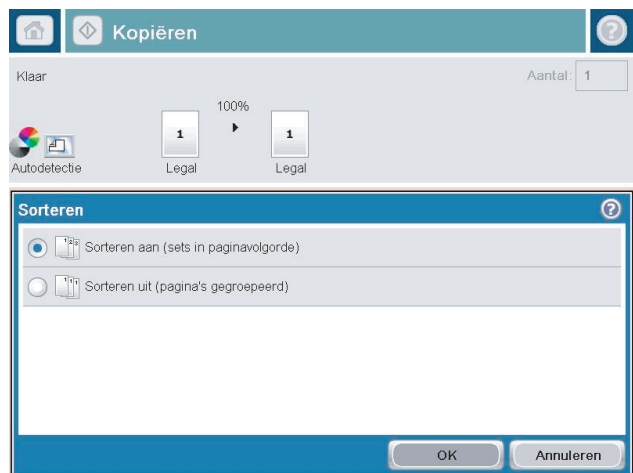 Kopiëren
Klaar
Aantal: 1
100%
1
1
Autodetectie
Legal
Legal
Sorteren
Sorteren aan (sets in paginavolgorde)
Sorteren uit (pagina's gegroepeerd)
OK
Annuleren